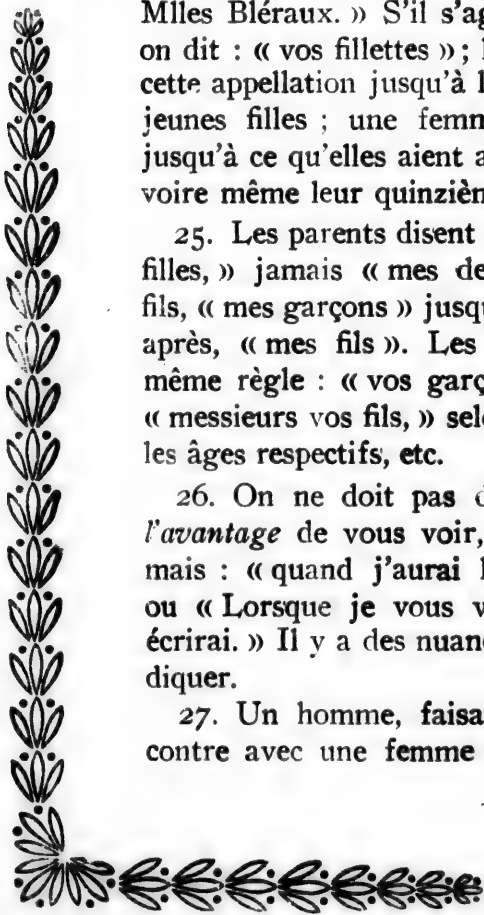 Mlles Bléraux. » S'il s'ag
on dit : « vos fillettes » ; l
cette appellation jusqu'à l
jeunes filles ; une femm
jusqu'à ce qu'elles aient a
voire même leur quinzièn
25. Les parents disent
filles, » jamais « mes de
fils, « mes garçons » jusqu
après, « mes fils ». Les
même règle : « vos garç
« messieurs vos fils, » selo
les âges respectifs, etc.
26. On ne doit pas d
l'avantage de vous voir,
mais : « quand j'aurai l
ou « Lorsque je vous v
écrirai. » Il y a des nuan
diquer.
27. Un homme, faisa
contre avec une femme